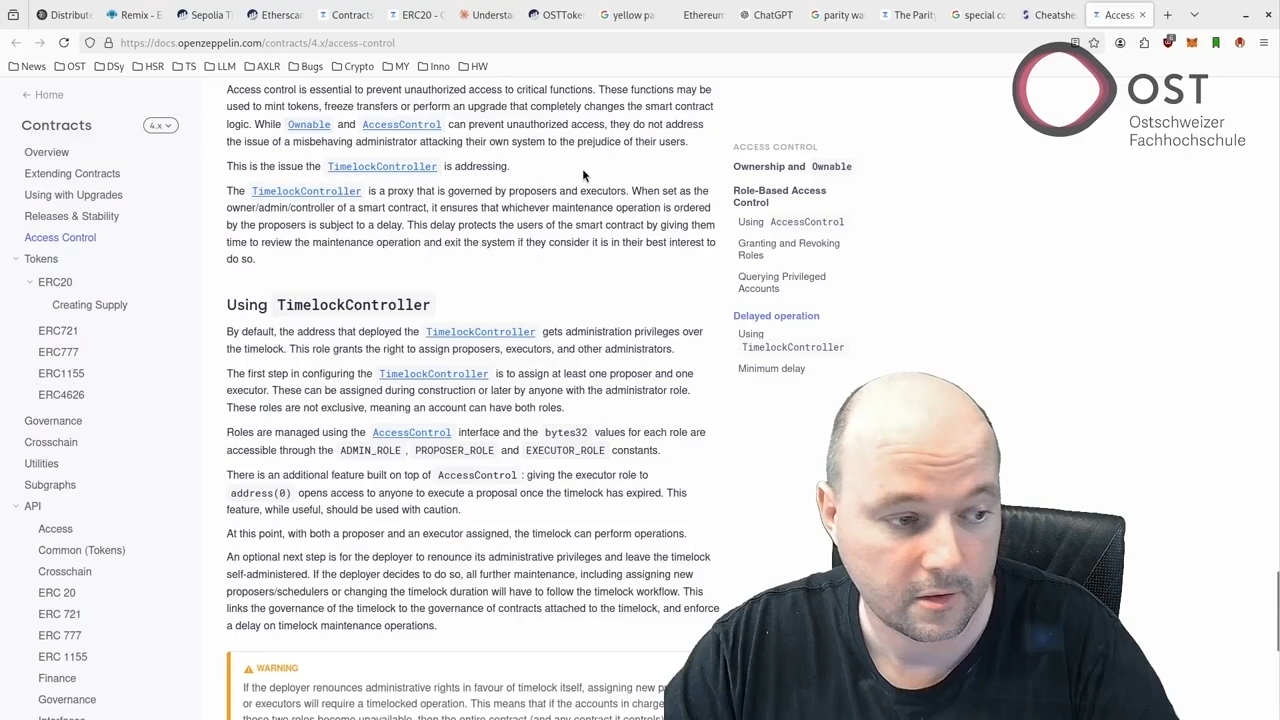 Distribute
Remix - E
Sepolia T
Ethersca
Contracts
ERC20 - C
Understa
OSTToke
yellow pa
Ethereum
ChatGPT
parity wa
The Parity
special co
Cheatshe
Access
https://docs.openzeppelin.com/contracts/4.x/access-control
News
OST
DSy
HSR
TS
LLM
AXLR
Bugs
Crypto
MY
Inno
HW
OST
Ostschweizer
Fachhochschule
Home
Contracts
4.x
Overview
Extending Contracts
Using with Upgrades
Releases & Stability
Access Control
Tokens
ERC20
Creating Supply
ERC721
ERC777
ERC1155
ERC4626
Governance
Crosschain
Utilities
Subgraphs
API
Access
Common (Tokens)
Crosschain
ERC 20
ERC 721
ERC 777
ERC 1155
Finance
Governance
Access control is essential to prevent unauthorized access to critical functions. These functions may be
used to mint tokens, freeze transfers or perform an upgrade that completely changes the smart contract
logic. While Ownable and AccessControl can prevent unauthorized access, they do not address
the issue of a misbehaving administrator attacking their own system to the prejudice of their users.
This is the issue the TimelockController is addressing.
The TimelockController is a proxy that is governed by proposers and executors. When set as the
owner/admin/controller of a smart contract, it ensures that whichever maintenance operation is ordered
by the proposers is subject to a delay. This delay protects the users of the smart contract by giving them
time to review the maintenance operation and exit the system if they consider it is in their best interest to
do so.
Using TimelockController
By default, the address that deployed the TimelockController gets administration privileges over
the timelock. This role grants the right to assign proposers, executors, and other administrators.
The first step in configuring the TimelockController is to assign at least one proposer and one
executor. These can be assigned during construction or later by anyone with the administrator role.
These roles are not exclusive, meaning an account can have both roles.
Roles are managed using the AccessControl interface and the bytes32 values for each role are
accessible through the ADMIN_ROLE , PROPOSER_ROLE and EXECUTOR_ROLE constants.
There is an additional feature built on top of AccessControl : giving the executor role to
address(0) opens access to anyone to execute a proposal once the timelock has expired. This
feature, while useful, should be used with caution.
At this point, with both a proposer and an executor assigned, the timelock can perform operations.
An optional next step is for the deployer to renounce its administrative privileges and leave the timelock
self-administered. If the deployer decides to do so, all further maintenance, including assigning new
proposers/schedulers or changing the timelock duration will have to follow the timelock workflow. This
links the governance of the timelock to the governance of contracts attached to the timelock, and enforce
a delay on timelock maintenance operations.
WARNING
If the deployer renounces administrative rights in favour of timelock itself, assigning new
or executors will require a timelocked operation. This means that if the accounts in charge
these two roles become unavailable, then the entire contract (and any contract it controls)
ACCESS CONTROL
Ownership and Ownable
Role-Based Access
Control
Using AccessControl
Granting and Revoking
Roles
Querying Privileged
Accounts
Delayed operation
Using
TimelockController
Minimum delay